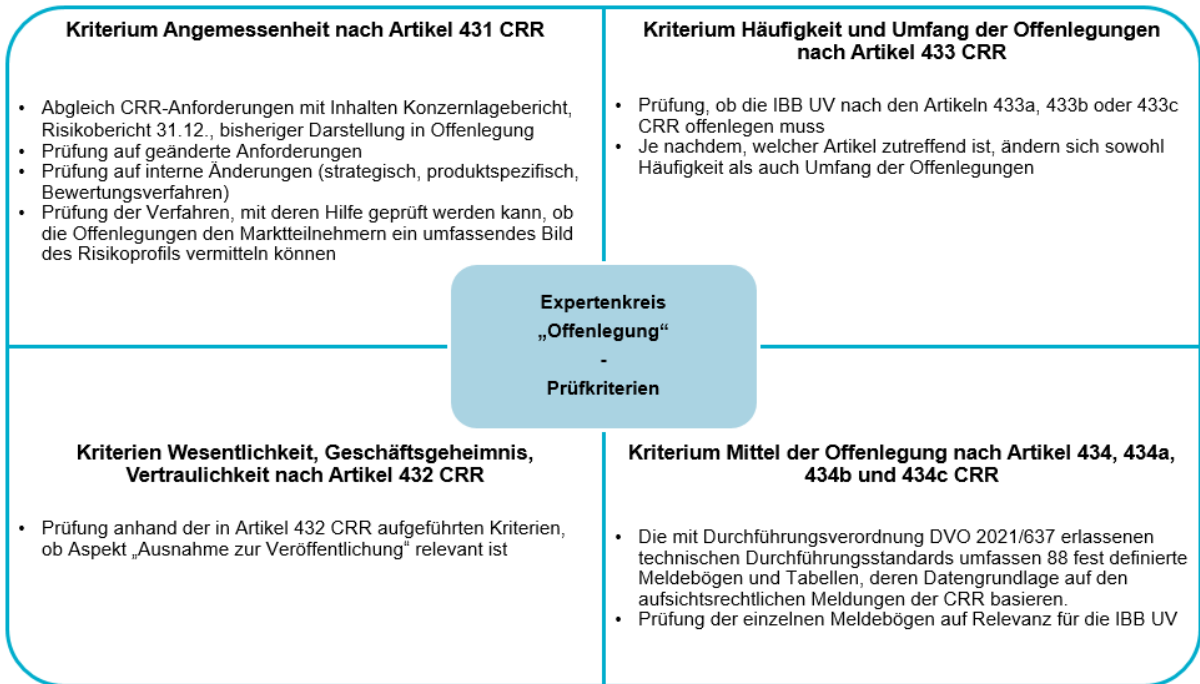 Kriterium Angemessenheit nach Artikel 431 CRR
• Abgleich CRR-Anforderungen mit Inhalten Konzernlagebericht,
Risikobericht 31.12., bisheriger Darstellung in Offenlegung
• Prüfung auf geänderte Anforderungen
• Prüfung auf interne Änderungen (strategisch, produktspezifisch,
Bewertungsverfahren)
• Prüfung der Verfahren, mit deren Hilfe geprüft werden kann, ob
die Offenlegungen den Marktteilnehmern ein umfassendes Bild
des Risikoprofils vermitteln können
Kriterium Häufigkeit und Umfang der Offenlegungen
nach Artikel 433 CRR
• Prüfung, ob die IBB UV nach den Artikeln 433a, 433b oder 433c
CRR offenlegen muss
• Je nachdem, welcher Artikel zutreffend ist, ändern sich sowohl
Häufigkeit als auch Umfang der Offenlegungen
Expertenkreis
„Offenlegung“
-
Prüfkriterien
Kriterien Wesentlichkeit, Geschäftsgeheimnis,
Vertraulichkeit nach Artikel 432 CRR
• Prüfung anhand der in Artikel 432 CRR aufgeführten Kriterien,
ob Aspekt „Ausnahme zur Veröffentlichung“ relevant ist
Kriterium Mittel der Offenlegung nach Artikel 434, 434a,
434b und 434c CRR
• Die mit Durchführungsverordnung DVO 2021/637 erlassenen
technischen Durchführungsstandards umfassen 88 fest definierte
Meldebögen und Tabellen, deren Datengrundlage auf den
aufsichtsrechtlichen Meldungen der CRR basieren.
• Prüfung der einzelnen Meldebögen auf Relevanz für die IBB UV